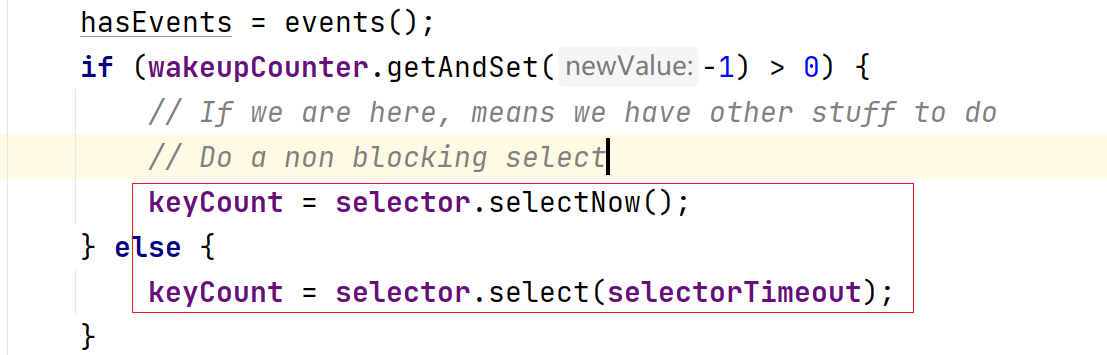 hasEvents = events();
if (wakeupCounter.getAndSet( newValue: -1) > 0) {
// If we are here, means we have other stuff to do
// Do a non blocking select
keyCount = selector.selectNow();
} else {
keyCount = selector.select(selectorTimeout);
}